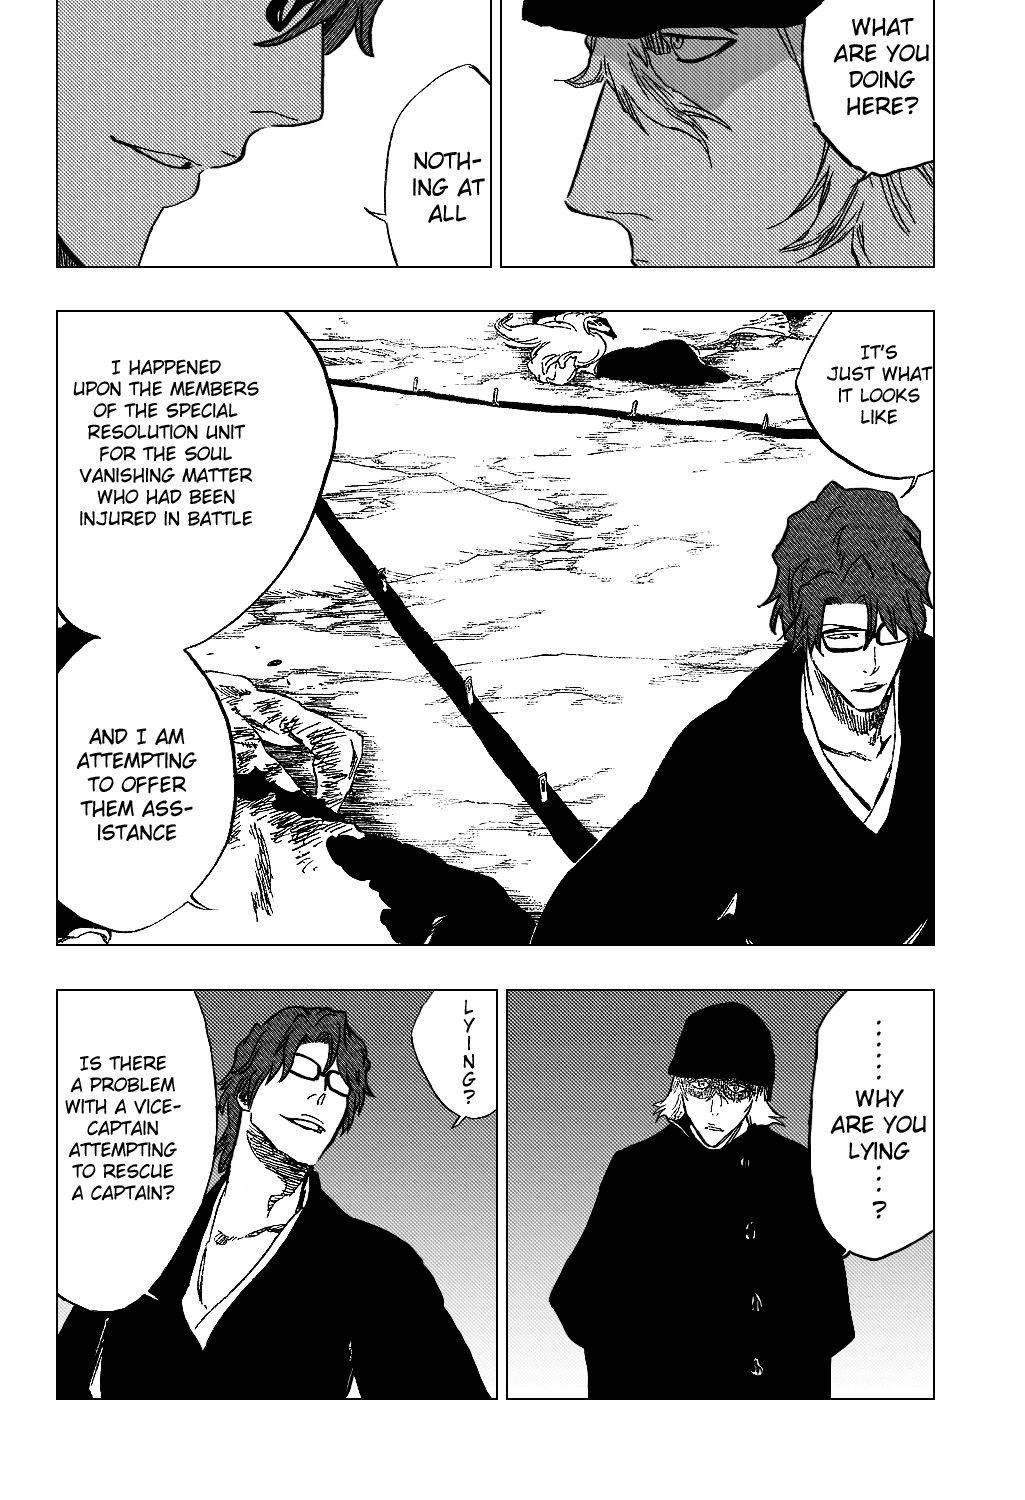 WHAT
ARE YOU
DOING
HERE?
NOTH-
ING AT
ALL
IT'S
JUST WHAT
IT LOOKS
LIKE
I HAPPENED
UPON THE MEMBERS
OF THE SPECIAL
RESOLUTION UNIT
FOR THE SOUL
VANISHING MATTER
WHO HAD BEEN
INJURED IN BATTLE
AND I AM
ATTEMPTING
TO OFFER
THEM ASS-
ISTANCE
.......
WHY
ARE YOU
LYING
....
?
LYING?
IS THERE
A PROBLEM
WITH A VICE-
CAPTAIN
ATTEMPTING
TO RESCUE
A CAPTAIN?